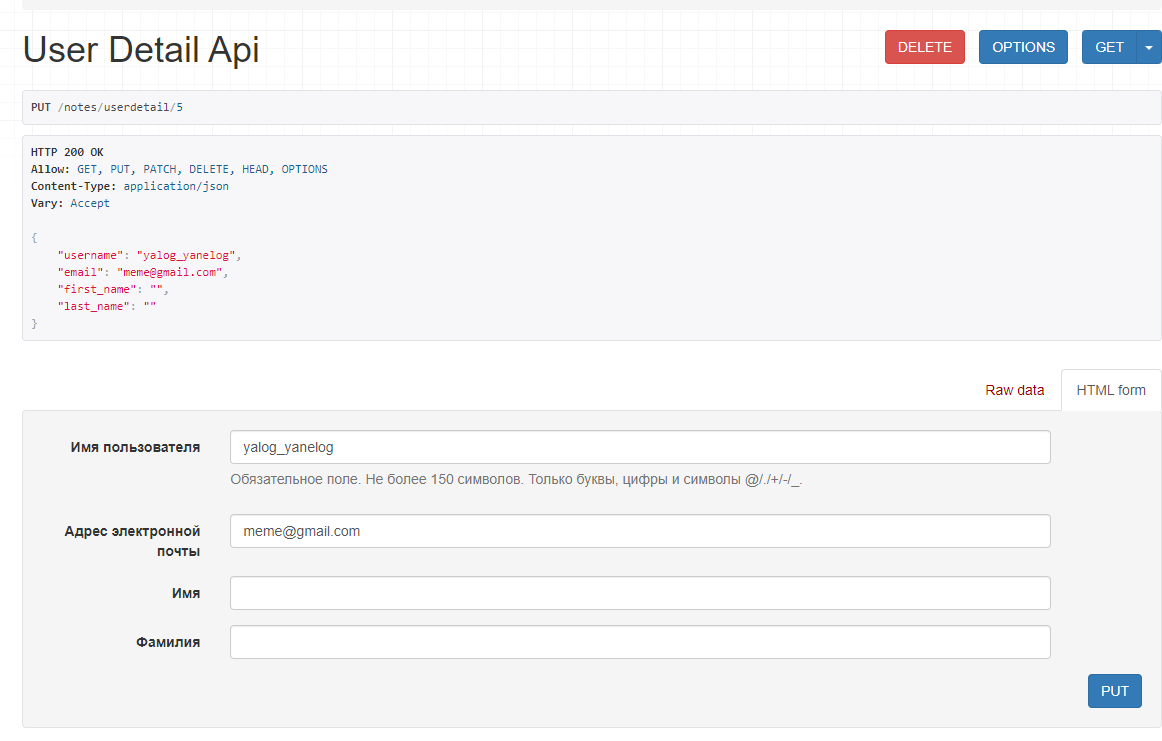 User Detail Api
DELETE OPTIONS GET
PUT /notes/userdetail/5
HTTP 200 OK
Allow: GET, PUT, PATCH, DELETE, HEAD, OPTIONS
Content-Type: application/json
Vary: Accept
{
"username": "yalog_yanelog",
"email": "meme@gmail.com",
"first_name": "",
"last_name": ""
}
Raw data HTML form
Имя пользователя yalog_yanelog
Обязательное поле. Не более 150 символов. Только буквы, цифры и символы @/./+/-/_.
Адрес электронной meme@gmail.com
почты
Имя
Фамилия
PUT